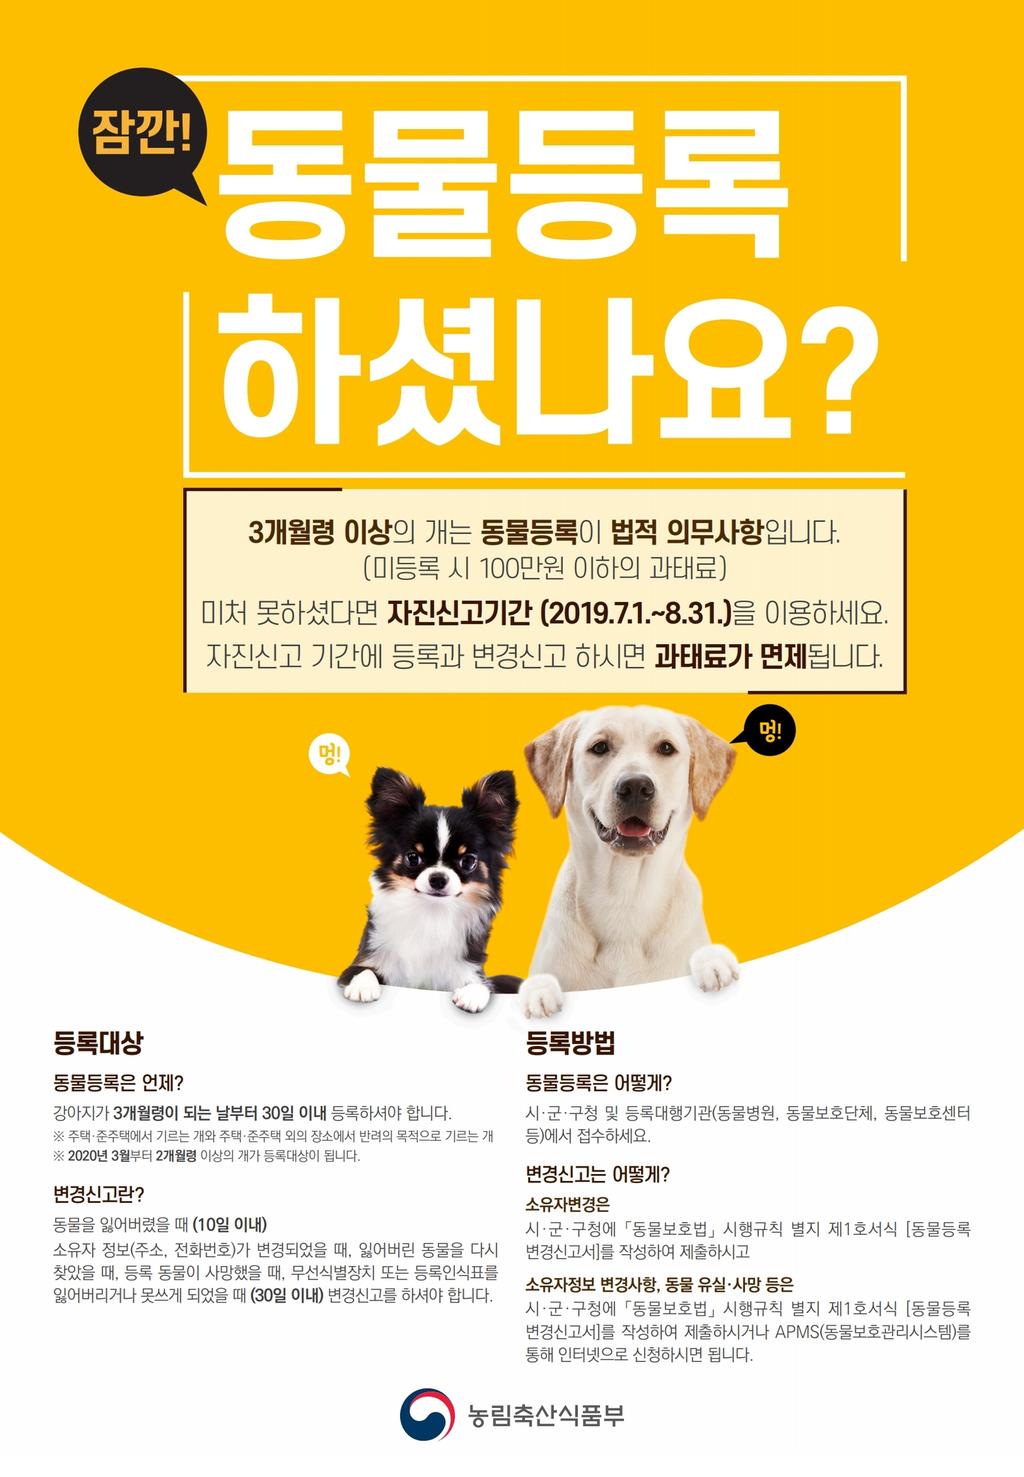 잠깐!
동물등록
하셨나요?
3개월령 이상의 개는 동물등록이 법적 의무사항입니다.
(미등록 시 100만원 이하의 과태료)
미처 못하셨다면 자진신고기간 (2019.7.1.~8.31.)을 이용하세요.
자진신고 기간에 등록과 변경신고 하시면 과태료가 면제됩니다.
멍!
멍!
등록대상
동물등록은 언제?
강아지가 3개월령이 되는 날부터 30일 이내 등록하셔야 합니다.
※ 주택·준주택에서 기르는 개와 주택·준주택 외의 장소에서 반려의 목적으로 기르는 개
※ 2020년 3월부터 2개월령 이상의 개가 등록대상이 됩니다.
변경신고란?
동물을 잃어버렸을 때 (10일 이내)
소유자 정보(주소, 전화번호)가 변경되었을 때, 잃어버린 동물을 다시
찾았을 때, 등록 동물이 사망했을 때, 무선식별장치 또는 등록인식표를
잃어버리거나 못쓰게 되었을 때 (30일 이내) 변경신고를 하셔야 합니다.
등록방법
동물등록은 어떻게?
시·군·구청 및 등록대행기관(동물병원, 동물보호단체, 동물보호센터
등)에서 접수하세요.
변경신고는 어떻게?
소유자변경은
시·군·구청에 「동물보호법」 시행규칙 별지 제1호서식 [동물등록
변경신고서]를 작성하여 제출하시고
소유자정보 변경사항, 동물 유실·사망 등은
시·군·구청에 「동물보호법」 시행규칙 별지 제1호서식 [동물등록
변경신고서]를 작성하여 제출하시거나 APMS(동물보호관리시스템)를
통해 인터넷으로 신청하시면 됩니다.
농림축산식품부